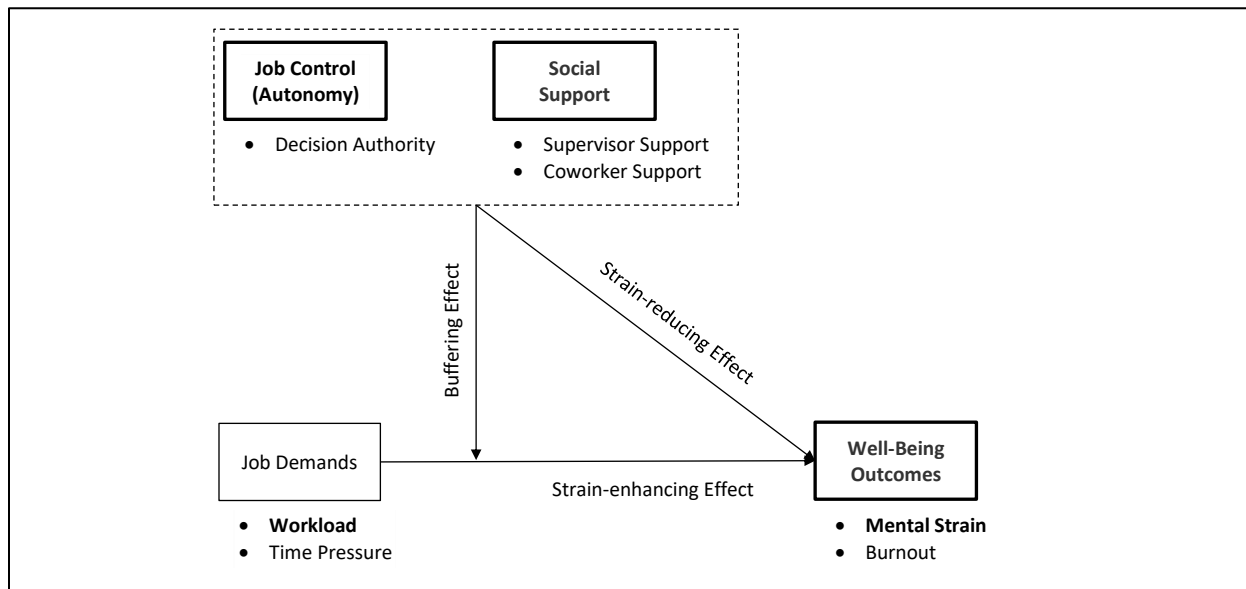 Job Control
(Autonomy)
Social
Support
• Decision Authority
• Supervisor Support
• Coworker Support
Buffering Effect
Strain-reducing Effect
Job Demands
Well-Being
Outcomes
Strain-enhancing Effect
• Workload
• Time Pressure
• Mental Strain
• Burnout